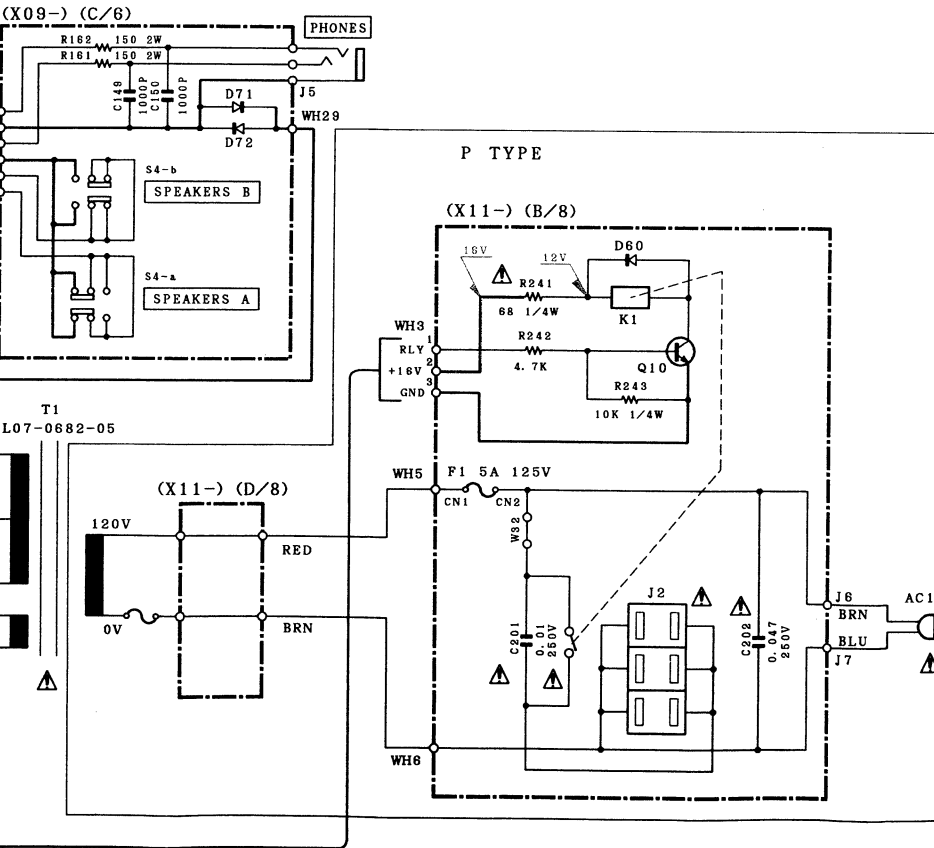 (X09-) (C/6)
PHONES
R162 150 2W
R161 150 2W
C149
1000P
C150
1000P
J5
D71
WH29
D72
P TYPE
S4-b
SPEAKERS B
(X11-) (B/8)
S4-a
SPEAKERS A
16V
12V
D60
R241
68 1/4W
K1
WH3
1
RLY
2
+16V
3
GND
R242
4.7K
Q10
R243
10K 1/4W
T1
L07-0682-05
WH5
F1 5A 125V
CN1
CN2
(X11-) (D/8)
W32
120V
RED
0V
BRN
C201
0.01
250V
J2
C202
0.047
250V
J6
BRN
AC1
BLU
J7
WH6